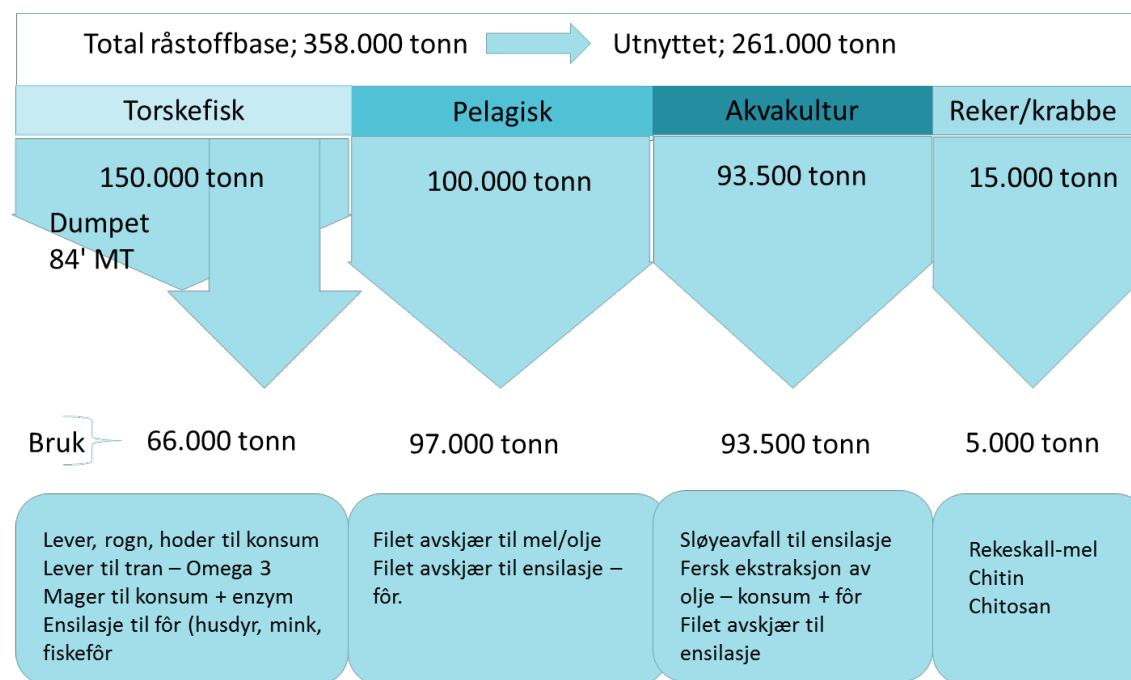 Total råstoffbase; 358.000 tonn
Utnyttet; 261.000 tonn
Torskefisk
Pelagisk
Akvakultur
Reker/krabbe
150.000 tonn
100.000 tonn
93.500 tonn
15.000 tonn
Dumpet
84' MT
Bruk
66.000 tonn
97.000 tonn
93.500 tonn
5.000 tonn
Lever, rogn, hoder til konsum
Lever til tran – Omega 3
Mager til konsum + enzym
Ensilasje til fôr (husdyr, mink,
fiskefôr
Filet avskjær til mel/olje
Filet avskjær til ensilasje –
fôr.
Sløyeavfall til ensilasje
Fersk ekstraksjon av
olje – konsum + fôr
Filet avskjær til
ensilasje
Rekeskall-mel
Chitin
Chitosan